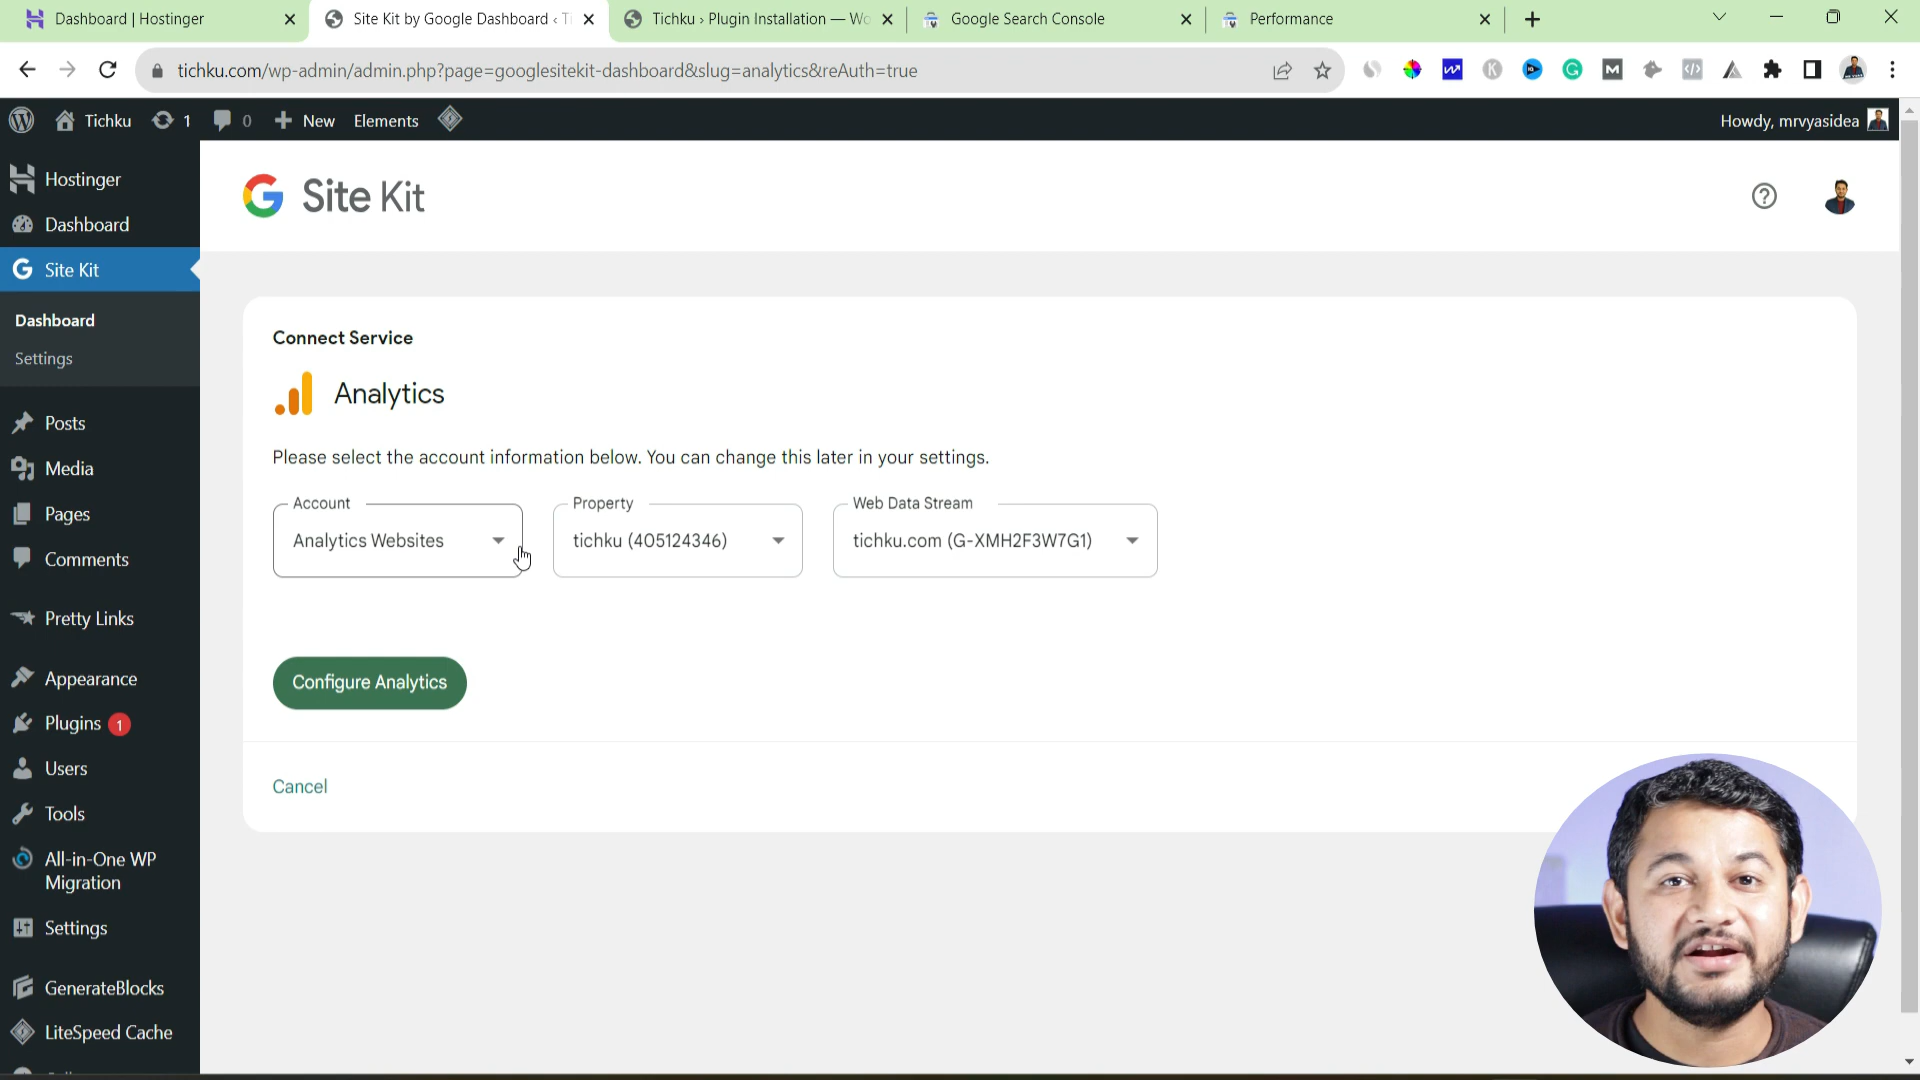 Dashboard | Hostinger
Site Kit by Google Dashboard ‹ Ti
Tichku › Plugin Installation — Wo
Google Search Console
Performance
tichku.com/wp-admin/admin.php?page=googlesitekit-dashboard&slug=analytics&reAuth=true
Tichku
1
0
New
Elements
Howdy, mrvyasidea
Hostinger
Dashboard
Site Kit
Dashboard
Settings
Posts
Media
Pages
Comments
Pretty Links
Appearance
Plugins 1
Users
Tools
All-in-One WP
Migration
Settings
GenerateBlocks
LiteSpeed Cache
Site Kit
Connect Service
Analytics
Please select the account information below. You can change this later in your settings.
Account
Analytics Websites
Property
tichku (405124346)
Web Data Stream
tichku.com (G-XMH2F3W7G1)
Configure Analytics
Cancel